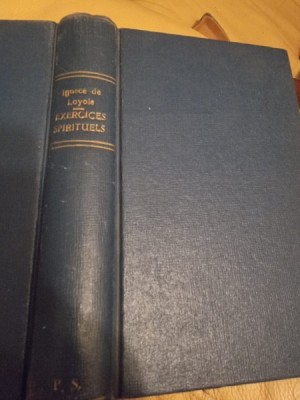 Ignace de
Loyola
EXERCICES
SPIRITUELS
P. S.